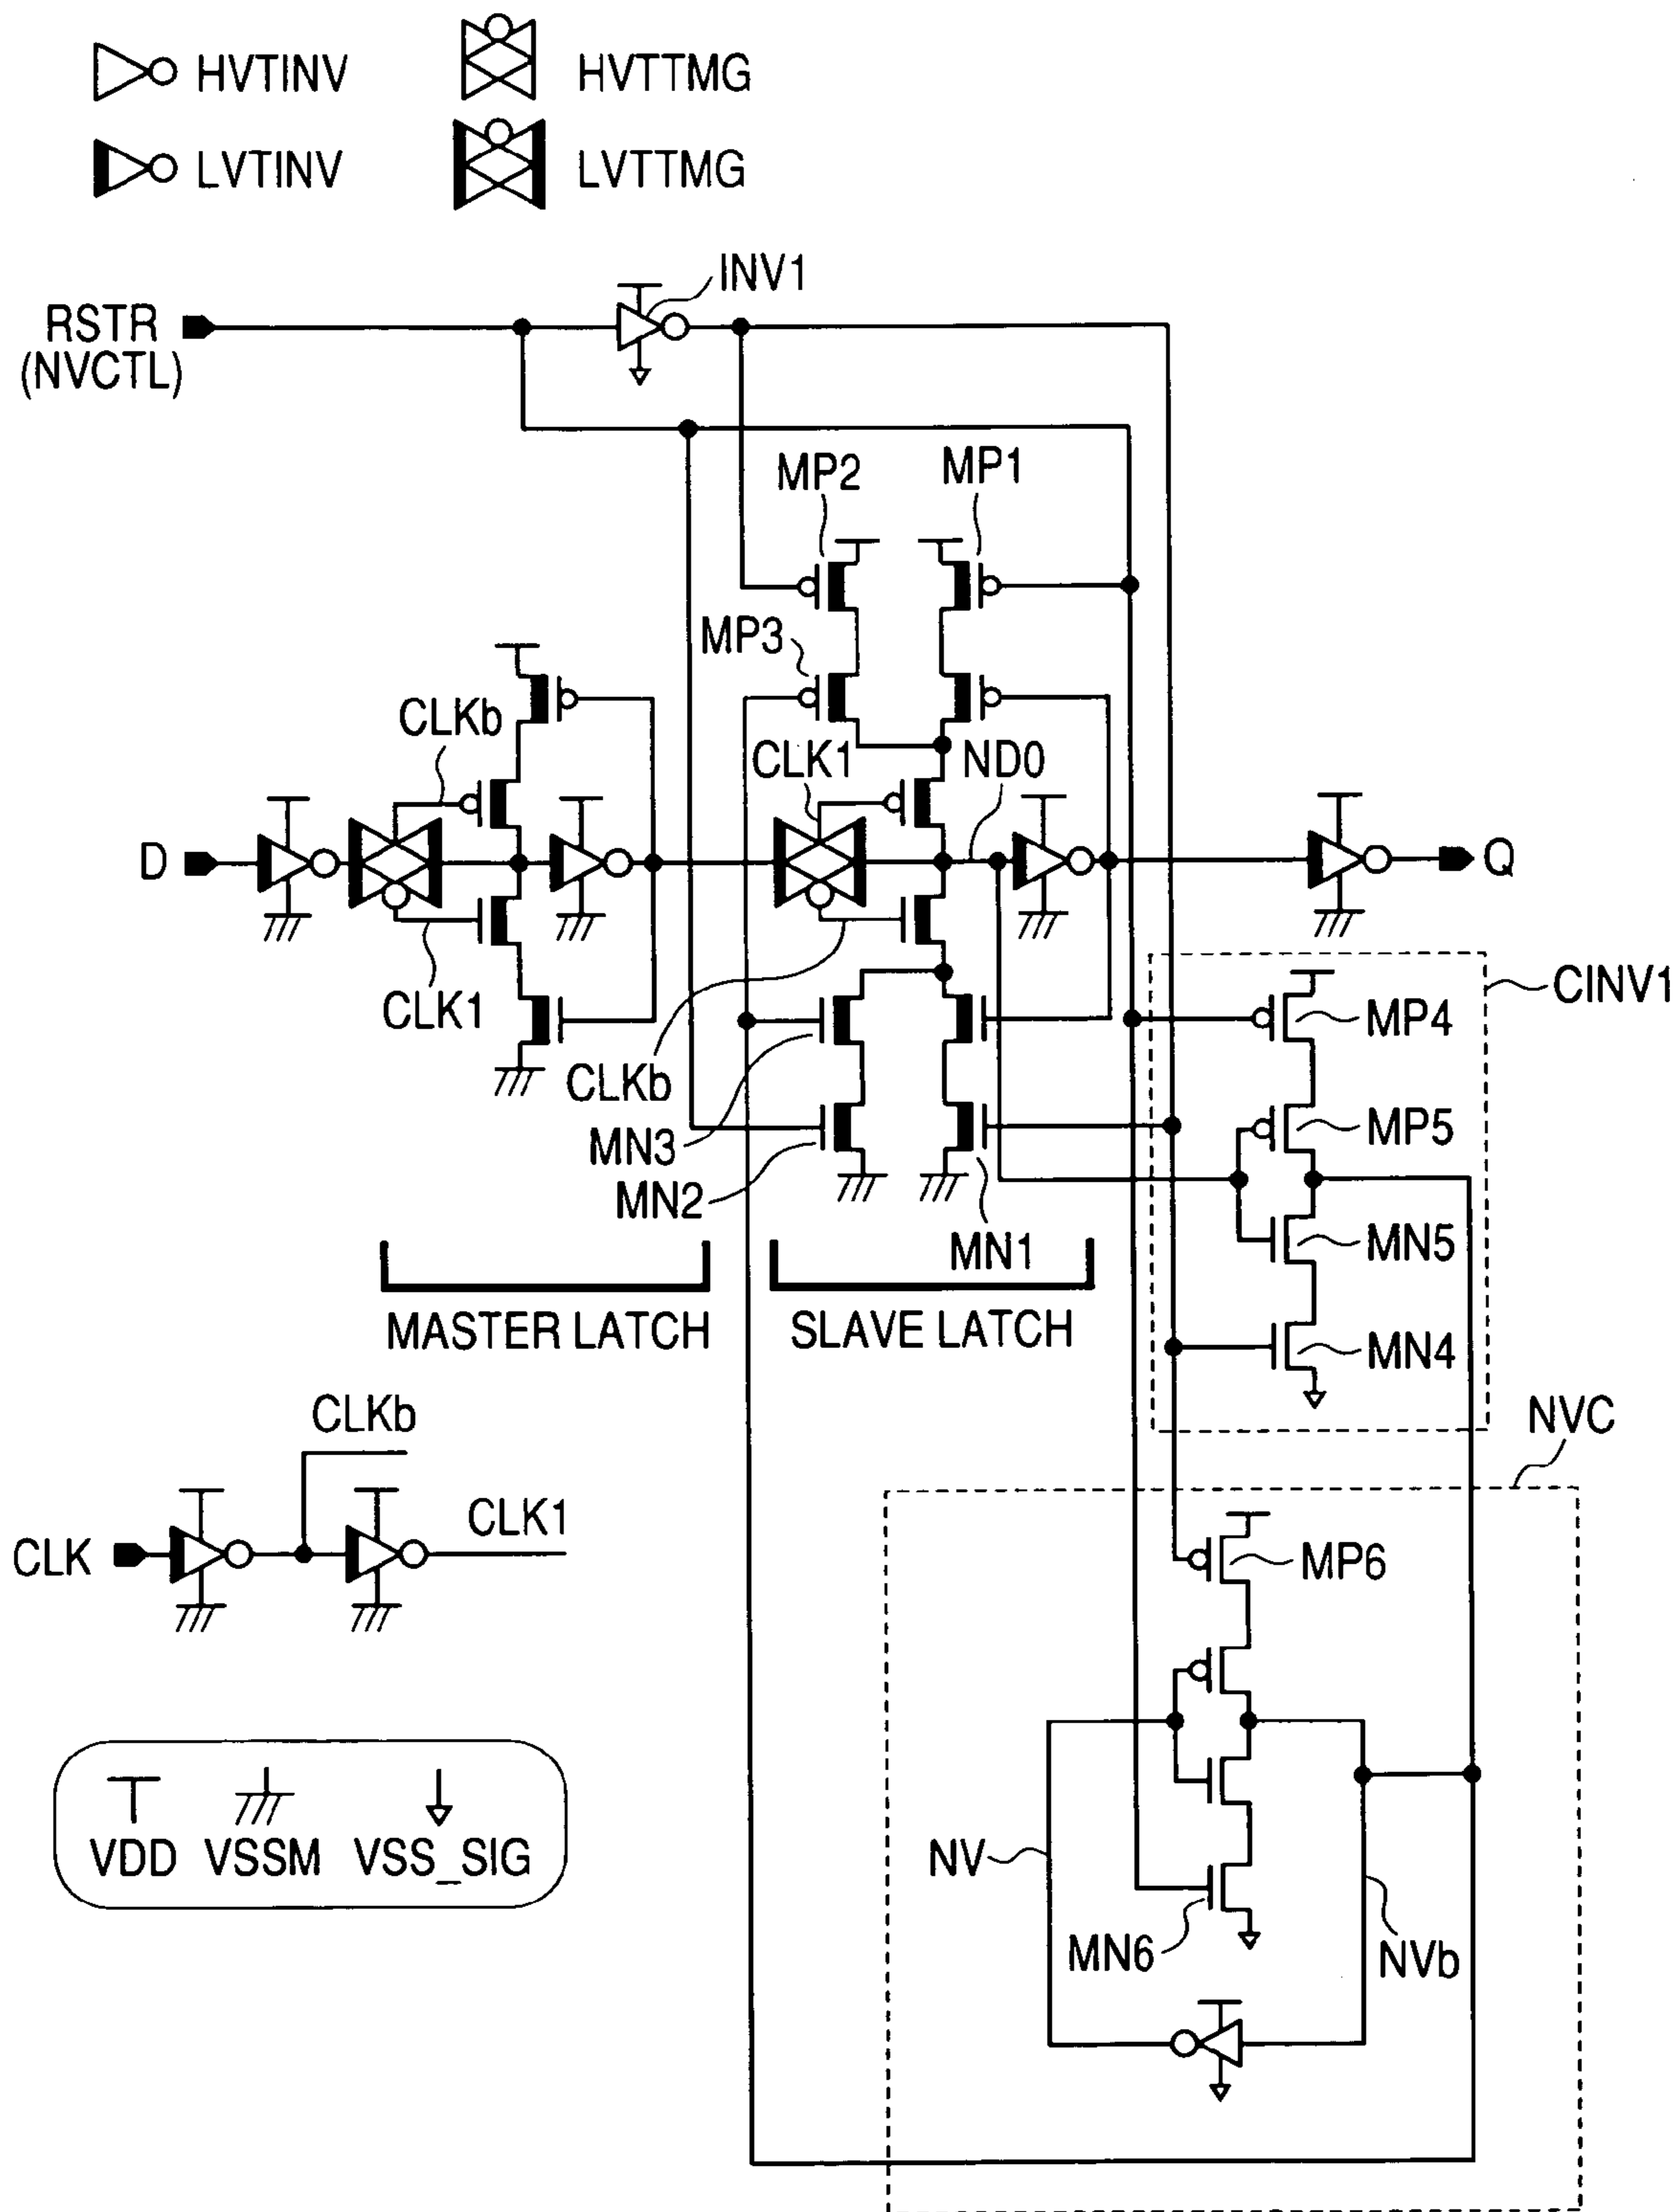 HVTINV
HVTTMG
LVTINV
LVTTMG
INV1
RSTR
(NVCTL)
MP2
MP1
MP3
CLKb
CLK1
ND0
D
Q
CLK1
CLKb
MN3
MN2
MN1
CINV1
MP4
MP5
MN5
MN4
MASTER LATCH
SLAVE LATCH
NVC
CLKb
CLK
CLK1
MP6
NV
MN6
NVb
VDD
VSSM
VSS_SIG